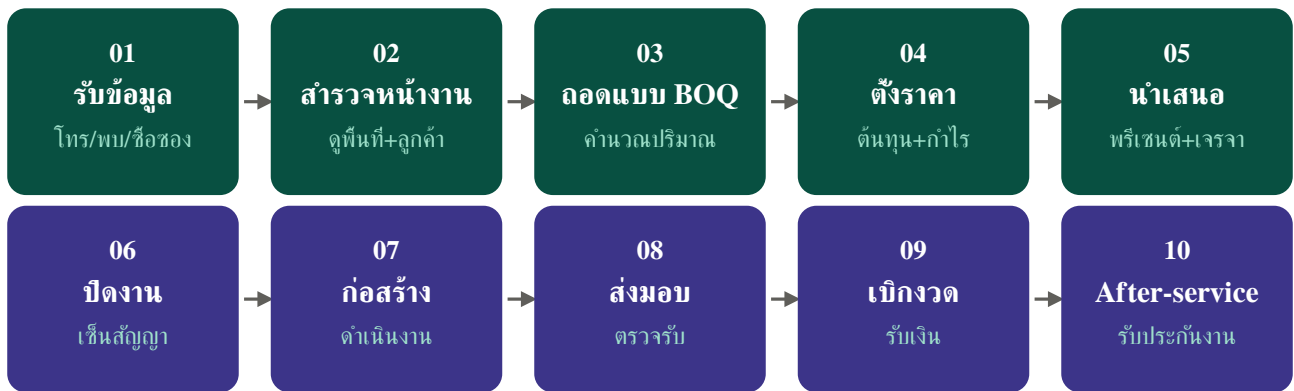 01
รับข้อมูล
โทร/พบ/ซื้อซอง
02
สำรวจหน้างาน
ดูพื้นที่+ลูกค้า
03
ถอดแบบ BOQ
คำนวณปริมาณ
04
ตั้งราคา
ต้นทุน+กำไร
05
นำเสนอ
พรีเซนต์+เจรจา
06
ปิดงาน
เซ็นสัญญา
07
ก่อสร้าง
ดำเนินงาน
08
ส่งมอบ
ตรวจรับ
09
เบิกงวด
รับเงิน
10
After-service
รับประกันงาน